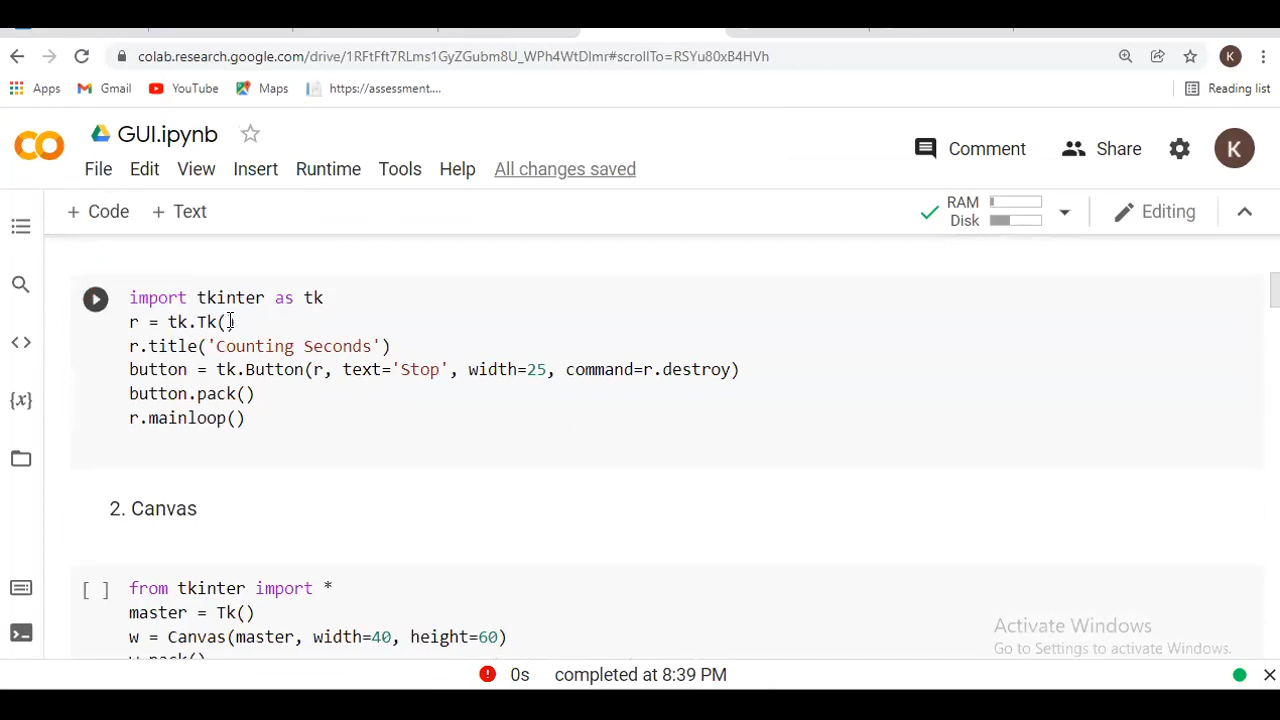 colab.research.google.com/drive/1RFtFft7RLms1GyZGubm8U_WPh4WtDImr#scrollTo=RSYu80xB4HVh
K
Apps Gmail YouTube Maps https://assessment.... Reading list
GUI.ipynb
Comment Share K
File Edit View Insert Runtime Tools Help All changes saved
+ Code + Text RAM Disk Editing
import tkinter as tk
r = tk.Tk()
r.title('Counting Seconds')
button = tk.Button(r, text='Stop', width=25, command=r.destroy)
button.pack()
r.mainloop()
{x}
2. Canvas
[ ] from tkinter import *
master = Tk()
w = Canvas(master, width=40, height=60)
w.pack()
Activate Windows
Go to Settings to activate Windows.
0s completed at 8:39 PM